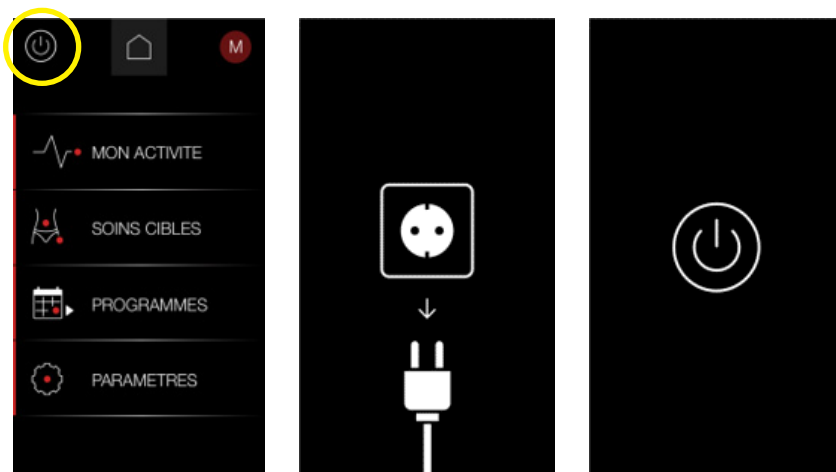 M
MON ACTIVITE
SOINS CIBLES
PROGRAMMES
PARAMETRES